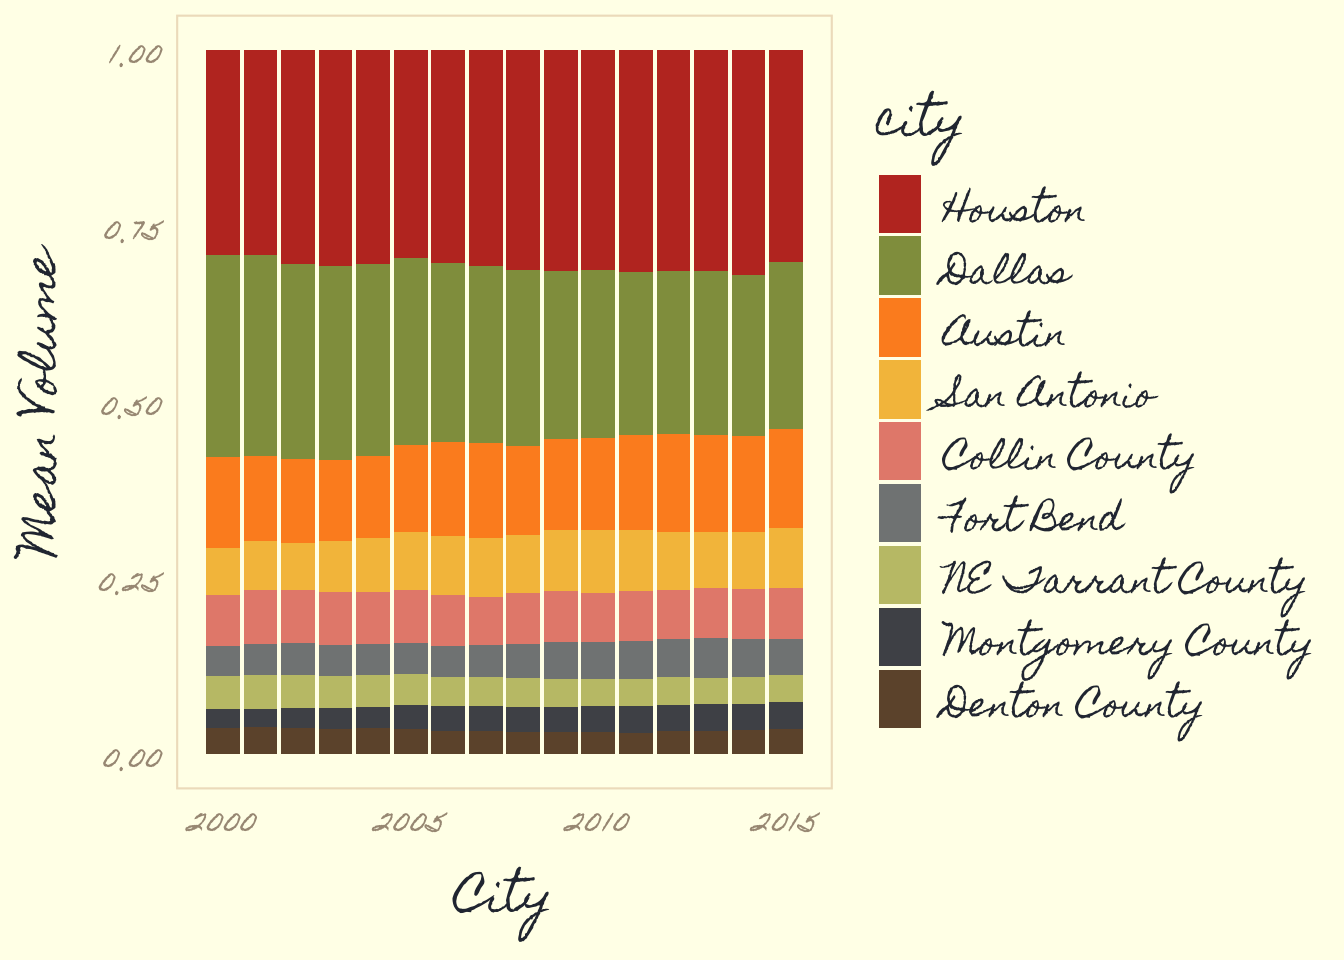 1.00
0.75
0.50
0.25
0.00
Mean Volume
2000
2005
2010
2015
City
city
Houston
Dallas
Austin
San Antonio
Collin County
Fort Bend
NE Tarrant County
Montgomery County
Denton County